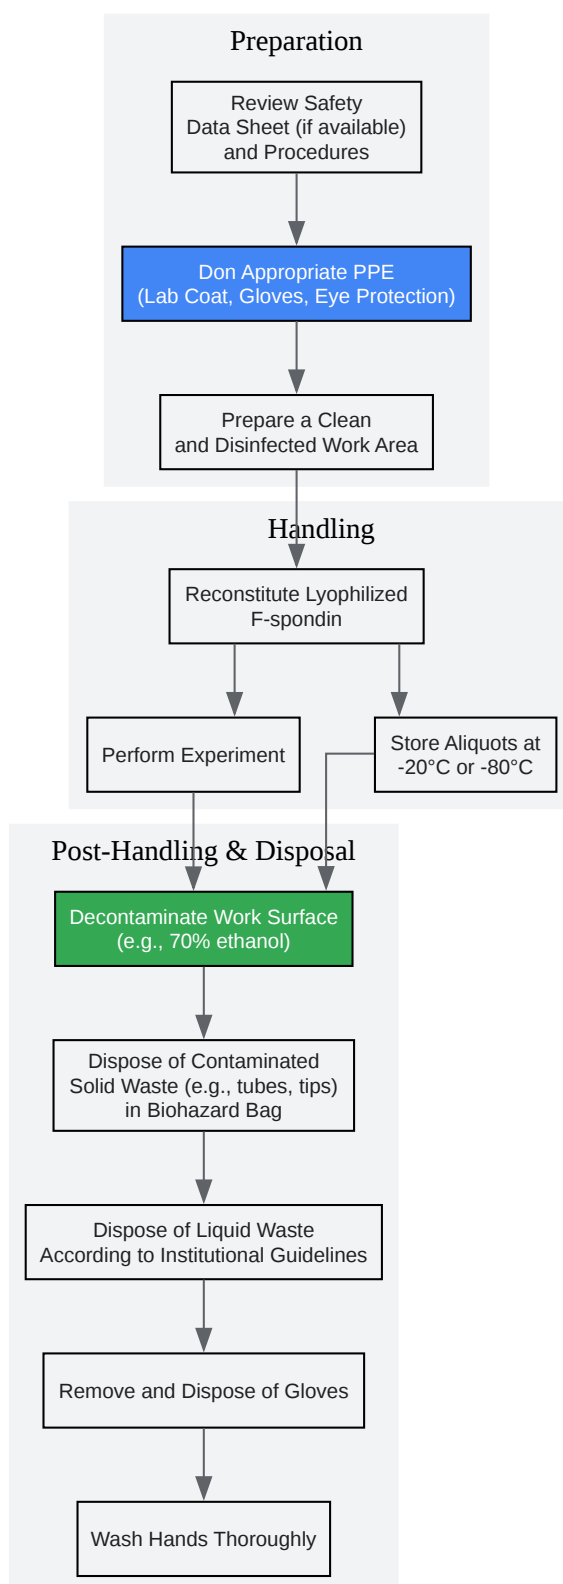 Preparation
Review Safety
Data Sheet (if available)
and Procedures
Don Appropriate PPE
(Lab Coat, Gloves, Eye Protection)
Prepare a Clean
and Disinfected Work Area
Handling
Reconstitute Lyophilized
F-spondin
Perform Experiment
Store Aliquots at
-20°C or -80°C
Post-Handling & Disposal
Decontaminate Work Surface
(e.g., 70% ethanol)
Dispose of Contaminated
Solid Waste (e.g., tubes, tips)
in Biohazard Bag
Dispose of Liquid Waste
According to Institutional Guidelines
Remove and Dispose of Gloves
Wash Hands Thoroughly